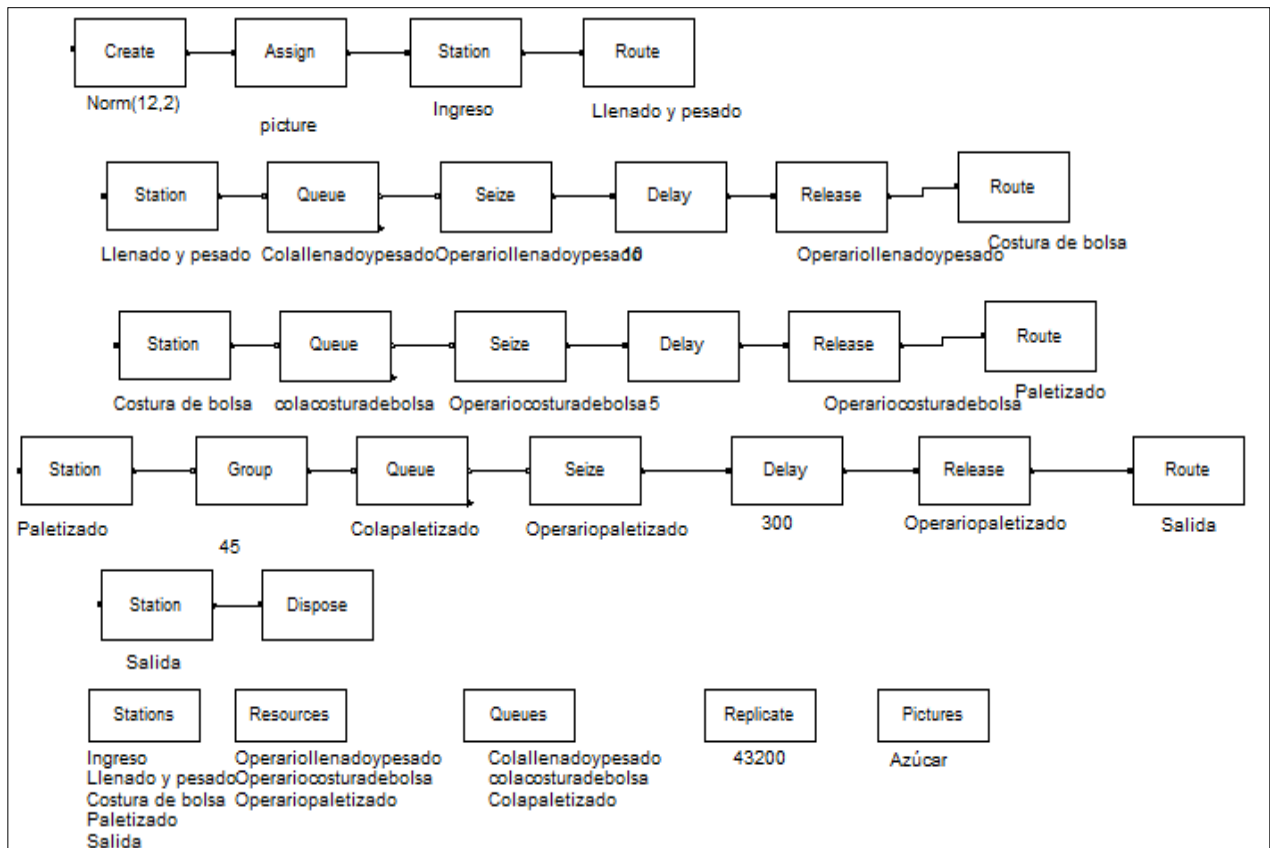 Create Assign Station Route
Norm(12,2)
picture
Ingreso
Llenado y pesado
Station Queue Seize Delay Release Route
Llenado y pesado Colallenadoypesado Operariollenadoypesado 10 Operariollenadoypesado Costura de bolsa
Station Queue Seize Delay Release Route
Costura de bolsa colacosturadebolsa Operariocosturadebolsa 5 Operariocosturadebolsa Paletizado
Station Group Queue Seize Delay Release Route
Paletizado 45 Colapaletizado Operariopaletizado 300 Operariopaletizado Salida
Station Dispose
Salida
Stations Resources Queues Replicate Pictures
Ingreso Operariollenadoypesado Colallenadoypesado 43200 Azúcar
Llenado y pesado Operariocosturadebolsa colacosturadebolsa
Costura de bolsa Operariopaletizado Colapaletizado
Paletizado
Salida